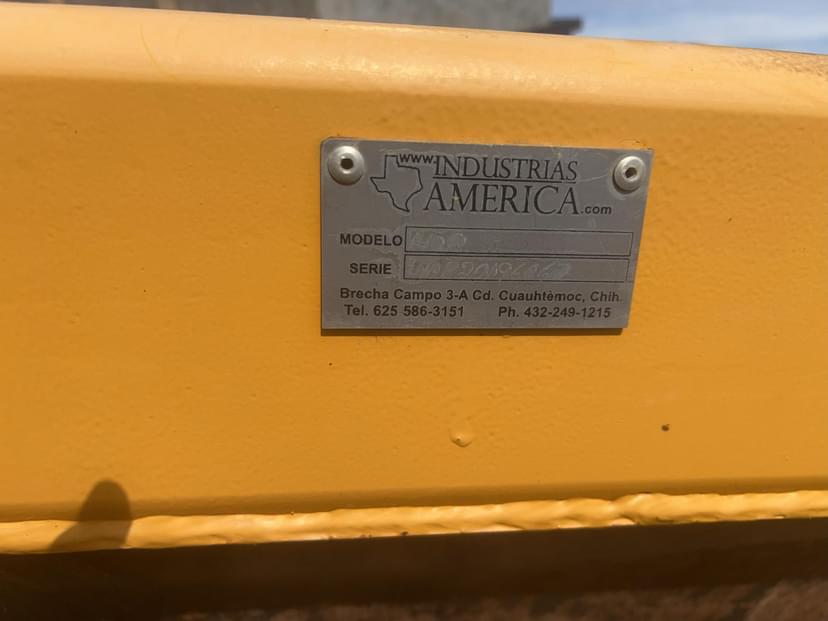 www.INDUSTRIAS
AMERICA.com
MODELO
SERIE
Brecha Campo 3-A Cd. Cuauhtèmoc, Chih.
Tel. 625 586-3151 Ph. 432-249-1215